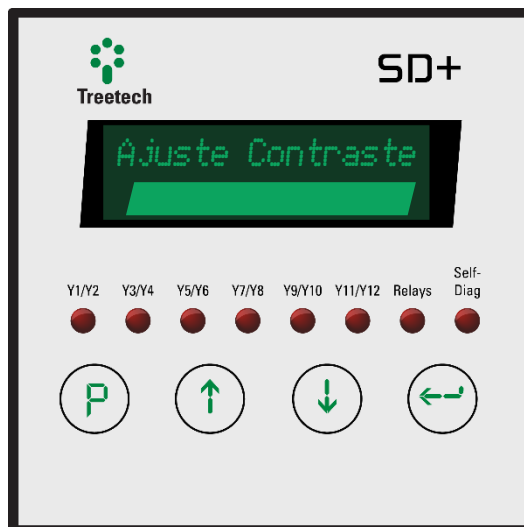 Treetech
SD+
Ajuste Contraste
Y1/Y2 Y3/Y4 Y5/Y6 Y7/Y8 Y9/Y10 Y11/Y12 Relays Self-
Diag
P